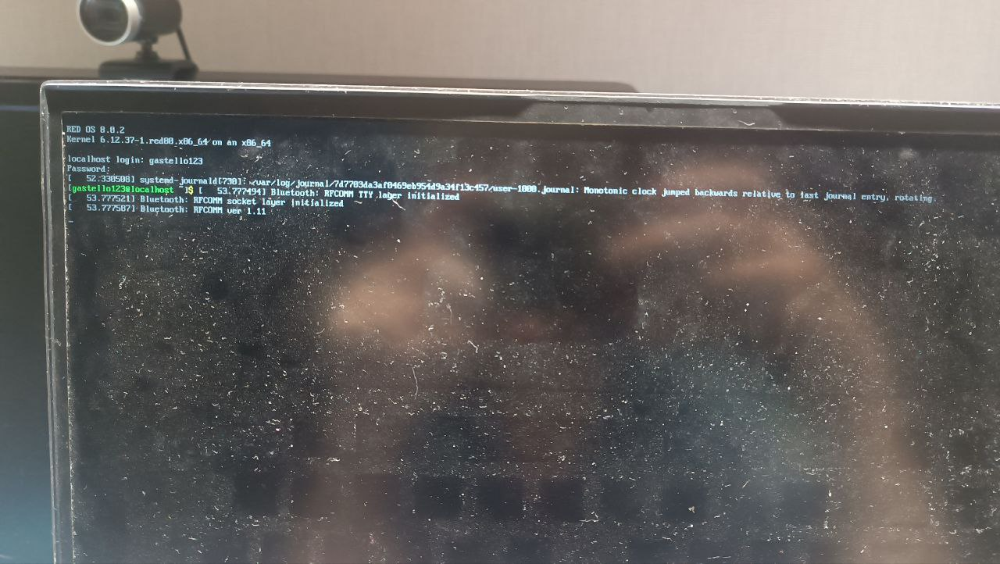 RED OS 8.0.2
Kernel 6.12.37-1.red80.x86_64 on an x86_64
localhost login: gastello123
Password:
[   52.330508] systemd-journald[730]: /var/log/journal/7d7703da3af0469eb954d9a34f13c457/user-1000.journal: Monotonic clock jumped backwards relative to last journal entry, rotating.
[gastello123@localhost ~]$ [   53.777494] Bluetooth: RFCOMM TTY layer initialized
[   53.777521] Bluetooth: RFCOMM socket layer initialized
[   53.777587] Bluetooth: RFCOMM ver 1.11